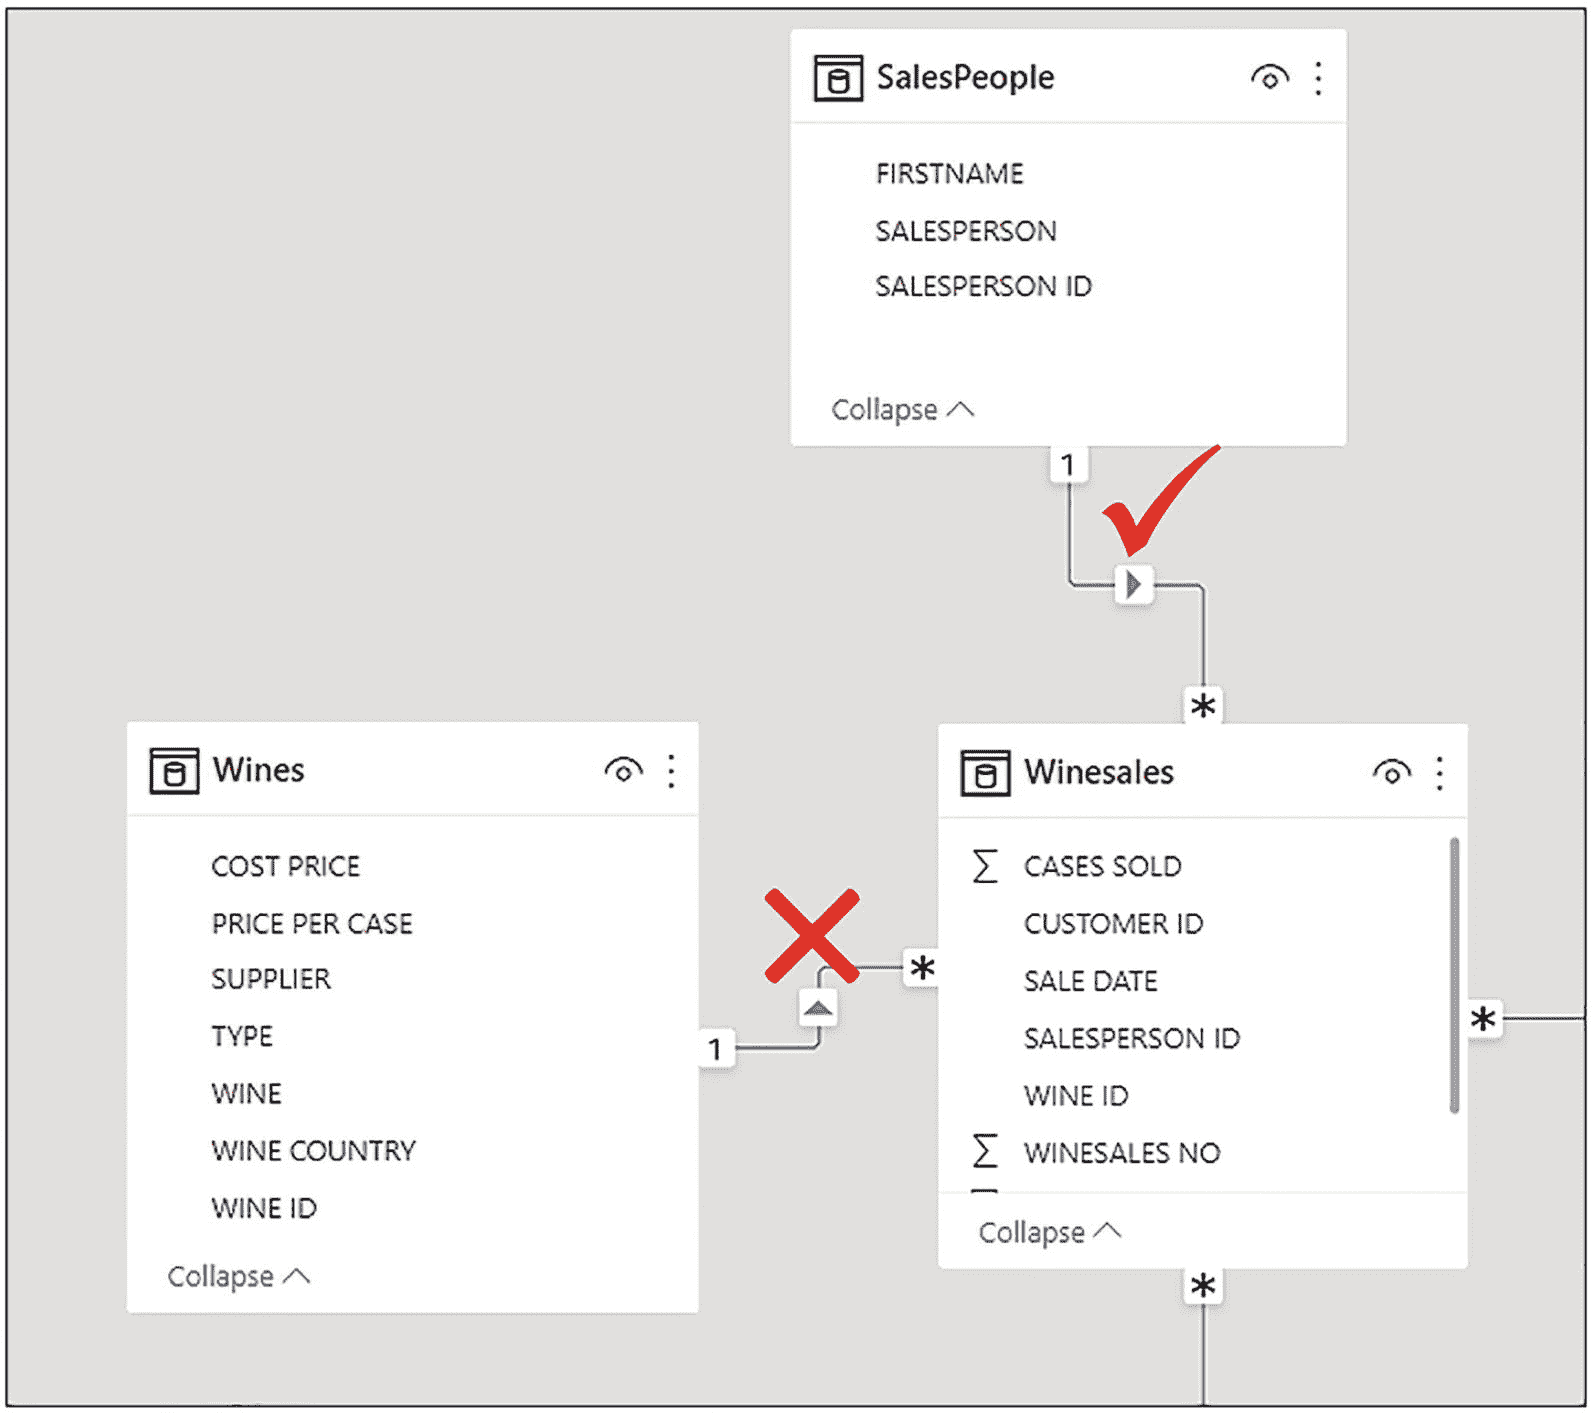 SalesPeople
FIRSTNAME
SALESPERSON
SALESPERSON ID
Collapse
1
*
Wines
COST PRICE
PRICE PER CASE
SUPPLIER
TYPE
WINE
WINE COUNTRY
WINE ID
Collapse
1
*
Winesales
CASES SOLD
CUSTOMER ID
SALE DATE
SALESPERSON ID
WINE ID
WINESALES NO
Collapse
*
*